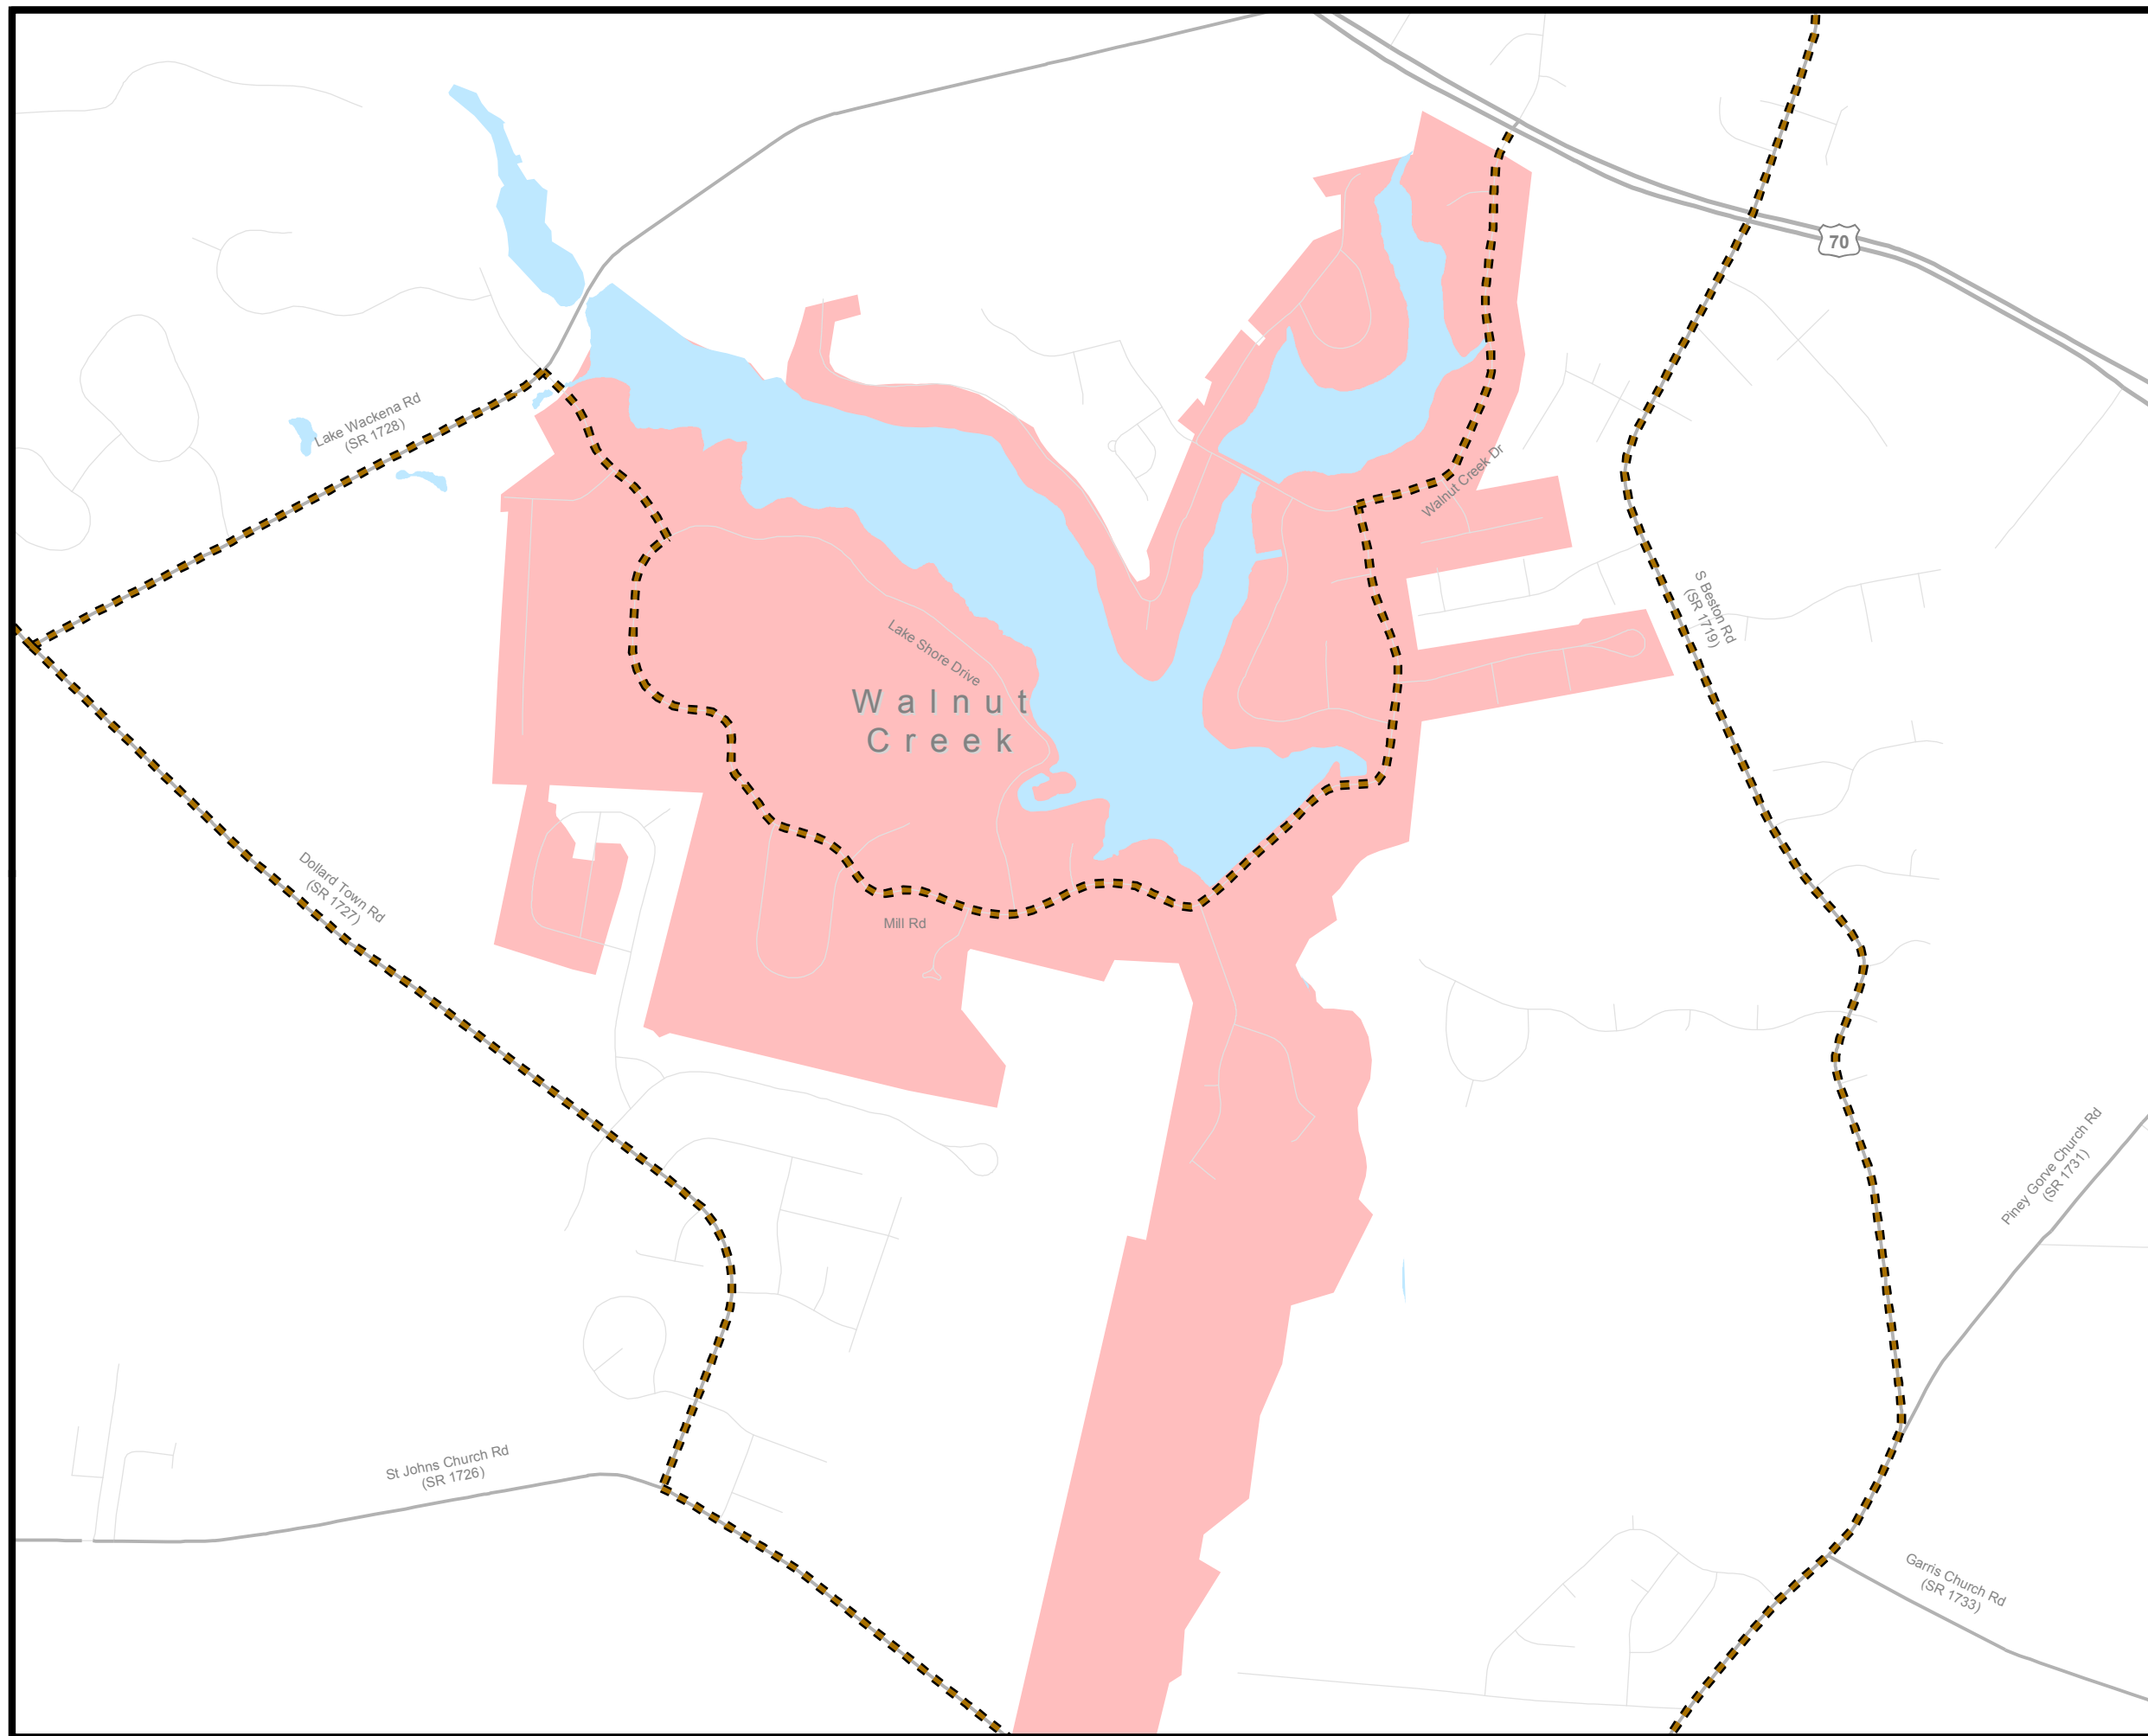 70
Lake Wackena Rd
(SR 1728)
Walnut Creek Dr
S Beston Rd
(SR 1719)
Lake Shore Drive
Walnut
Creek
Dollard Town Rd
(SR 1727)
Mill Rd
Piney Gorve Church Rd
(SR 1731)
St Johns Church Rd
(SR 1726)
Garris Church Rd
(SR 1733)